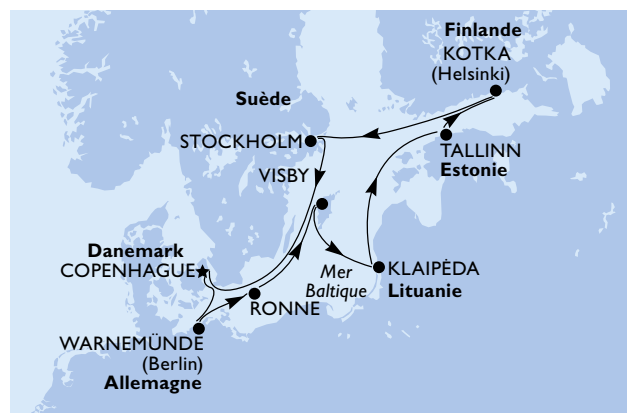 Finlande
KOTKA
(Helsinki)
Suède
STOCKHOLM
TALLINN
Estonie
VISBY
Danemark
COPENHAGUE
Mer
Baltique
KLAIPĖDA
Lituanie
RONNE
WARNEMÜNDE
(Berlin)
Allemagne